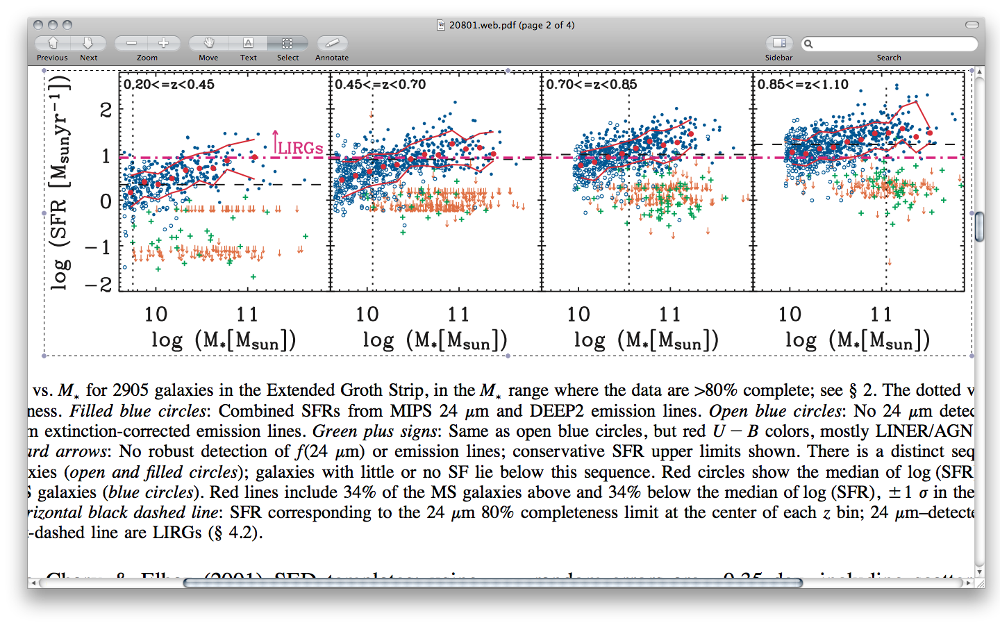 20801.web.pdf (page 2 of 4)
Previous Next Zoom Move Text Select Annotate Sidebar Search
0.20<=z<0.45 0.45<=z<0.70 0.70<=z<0.85 0.85<=z<1.10
log (SFR [Msun yr⁻¹])
2
1
0
−1
−2
LIRGs
10 11 10 11 10 11 10 11
log (M*[Msun]) log (M*[Msun]) log (M*[Msun]) log (M*[Msun])
vs. M* for 2905 galaxies in the Extended Groth Strip, in the M* range where the data are >80% complete; see § 2. The dotted v
ness. Filled blue circles: Combined SFRs from MIPS 24 μm and DEEP2 emission lines. Open blue circles: No 24 μm detec
m extinction-corrected emission lines. Green plus signs: Same as open blue circles, but red U − B colors, mostly LINER/AGN
ard arrows: No robust detection of f(24 μm) or emission lines; conservative SFR upper limits shown. There is a distinct seq
xies (open and filled circles); galaxies with little or no SF lie below this sequence. Red circles show the median of log (SFR
S galaxies (blue circles). Red lines include 34% of the MS galaxies above and 34% below the median of log (SFR), ±1 σ in the
rizontal black dashed line: SFR corresponding to the 24 μm 80% completeness limit at the center of each z bin; 24 μm–detecte
t-dashed line are LIRGs (§ 4.2).